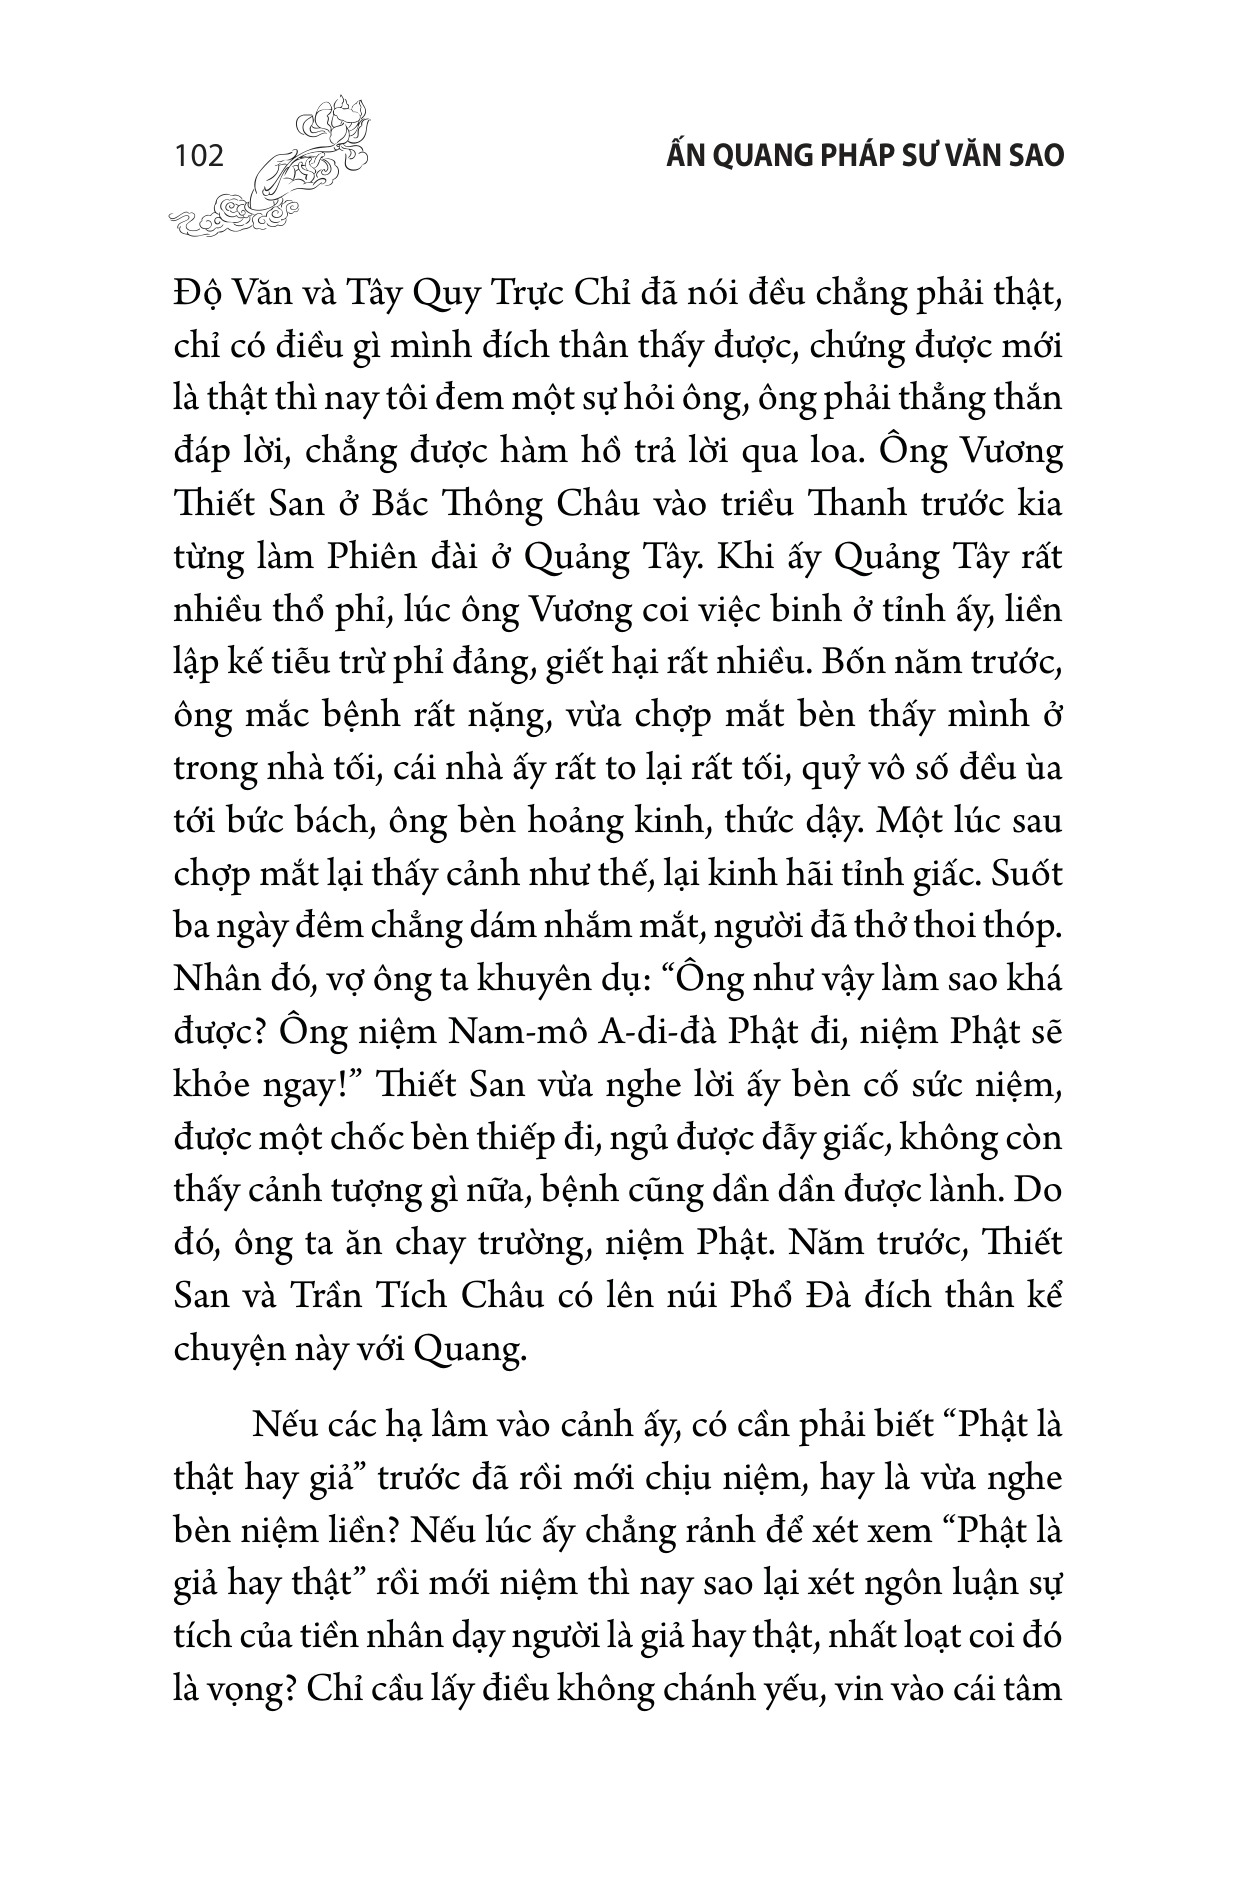 102
ẤN QUANG PHÁP SƯ VĂN SAO
Độ Văn và Tây Quy Trực Chỉ đã nói đều chẳng phải thật,
chỉ có điều gì mình đích thân thấy được, chứng được mới
là thật thì nay tôi đem một sự hỏi ông, ông phải thẳng thắn
đáp lời, chẳng được hàm hồ trả lời qua loa. Ông Vương
Thiết San ở Bắc Thông Châu vào triều Thanh trước kia
từng làm Phiên đài ở Quảng Tây. Khi ấy Quảng Tây rất
nhiều thổ phỉ, lúc ông Vương coi việc binh ở tỉnh ấy, liền
lập kế tiễu trừ phỉ đảng, giết hại rất nhiều. Bốn năm trước,
ông mắc bệnh rất nặng, vừa chợp mắt bèn thấy mình ở
trong nhà tối, cái nhà ấy rất to lại rất tối, quỷ vô số đều ùa
tới bức bách, ông bèn hoảng kinh, thức dậy. Một lúc sau
chợp mắt lại thấy cảnh như thế, lại kinh hãi tỉnh giấc. Suốt
ba ngày đêm chẳng dám nhắm mắt, người đã thở thoi thóp.
Nhân đó, vợ ông ta khuyên dụ: “Ông như vậy làm sao khá
được? Ông niệm Nam-mô A-di-đà Phật đi, niệm Phật sẽ
khỏe ngay!” Thiết San vừa nghe lời ấy bèn cố sức niệm,
được một chốc bèn thiếp đi, ngủ được đẫy giấc, không còn
thấy cảnh tượng gì nữa, bệnh cũng dần dần được lành. Do
đó, ông ta ăn chay trường, niệm Phật. Năm trước, Thiết
San và Trần Tích Châu có lên núi Phổ Đà đích thân kể
chuyện này với Quang.
Nếu các hạ lâm vào cảnh ấy, có cần phải biết “Phật là
thật hay giả” trước đã rồi mới chịu niệm, hay là vừa nghe
bèn niệm liền? Nếu lúc ấy chẳng rảnh để xét xem “Phật là
giả hay thật” rồi mới niệm thì nay sao lại xét ngôn luận sự
tích của tiền nhân dạy người là giả hay thật, nhất loạt coi đó
là vọng? Chỉ cầu lấy điều không chánh yếu, vin vào cái tâm